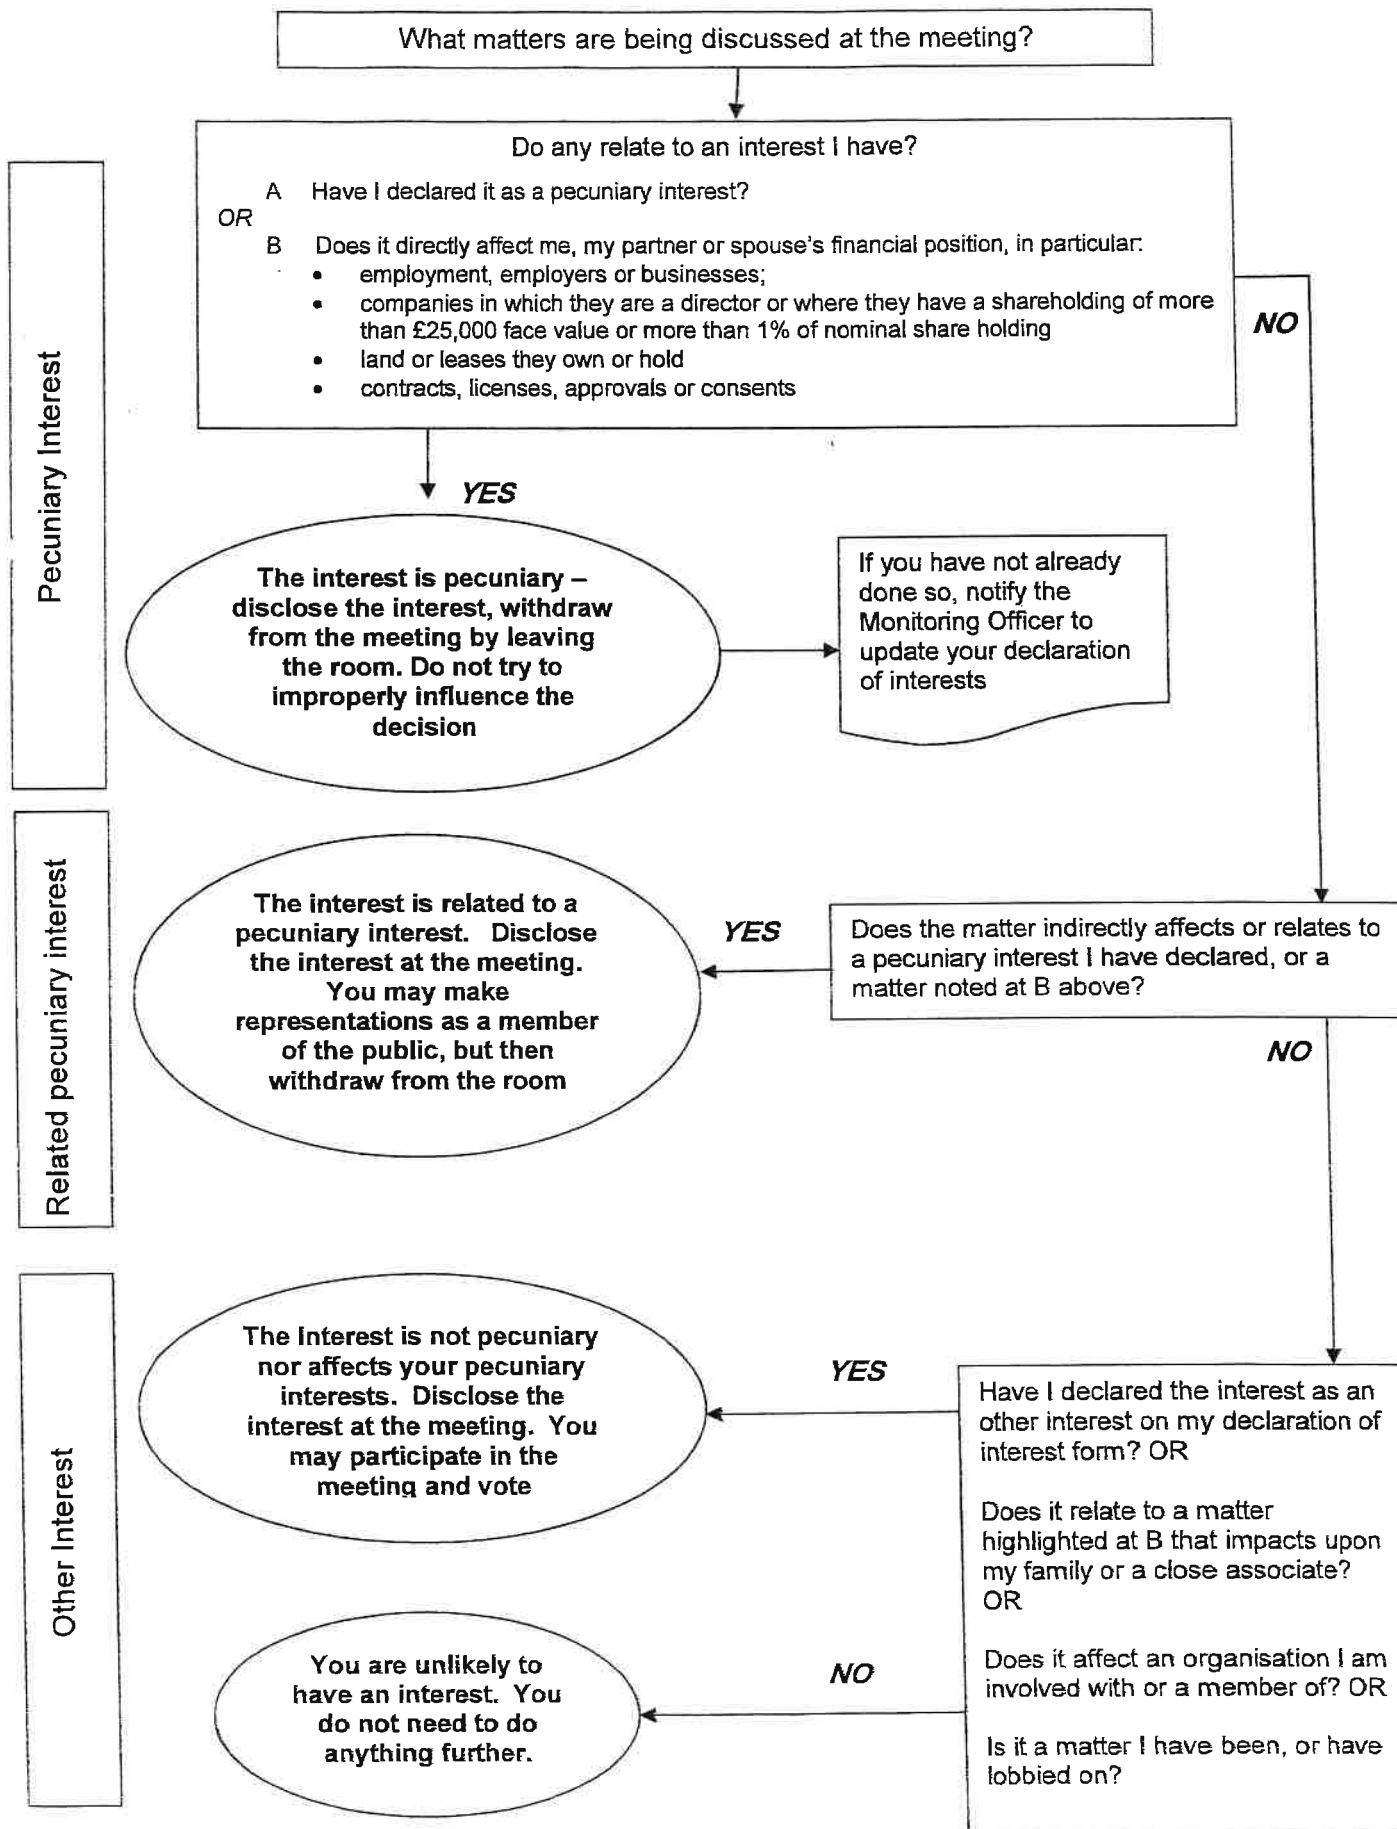 What matters are being discussed at the meeting?
Do any relate to an interest I have?
A Have I declared it as a pecuniary interest?
OR
B Does it directly affect me, my partner or spouse's financial position, in particular:
• employment, employers or businesses;
• companies in which they are a director or where they have a shareholding of more
than £25,000 face value or more than 1% of nominal share holding
• land or leases they own or hold
• contracts, licenses, approvals or consents
NO
Pecuniary Interest
YES
The interest is pecuniary –
disclose the interest, withdraw
from the meeting by leaving
the room. Do not try to
improperly influence the
decision
If you have not already
done so, notify the
Monitoring Officer to
update your declaration
of interests
Related pecuniary interest
The interest is related to a
pecuniary interest. Disclose
the interest at the meeting.
You may make
representations as a member
of the public, but then
withdraw from the room
YES
Does the matter indirectly affects or relates to
a pecuniary interest I have declared, or a
matter noted at B above?
NO
Other Interest
The Interest is not pecuniary
nor affects your pecuniary
interests. Disclose the
interest at the meeting. You
may participate in the
meeting and vote
YES
Have I declared the interest as an
other interest on my declaration of
interest form? OR
Does it relate to a matter
highlighted at B that impacts upon
my family or a close associate?
OR
Does it affect an organisation I am
involved with or a member of? OR
Is it a matter I have been, or have
lobbied on?
NO
You are unlikely to
have an interest. You
do not need to do
anything further.